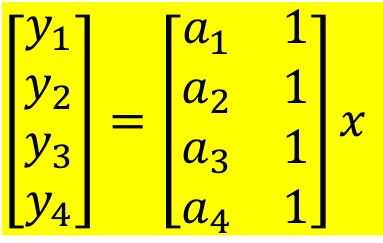 [y₁ y₂ y₃ y₄] = [a₁ 1 a₂ 1 a₃ 1 a₄ 1] x